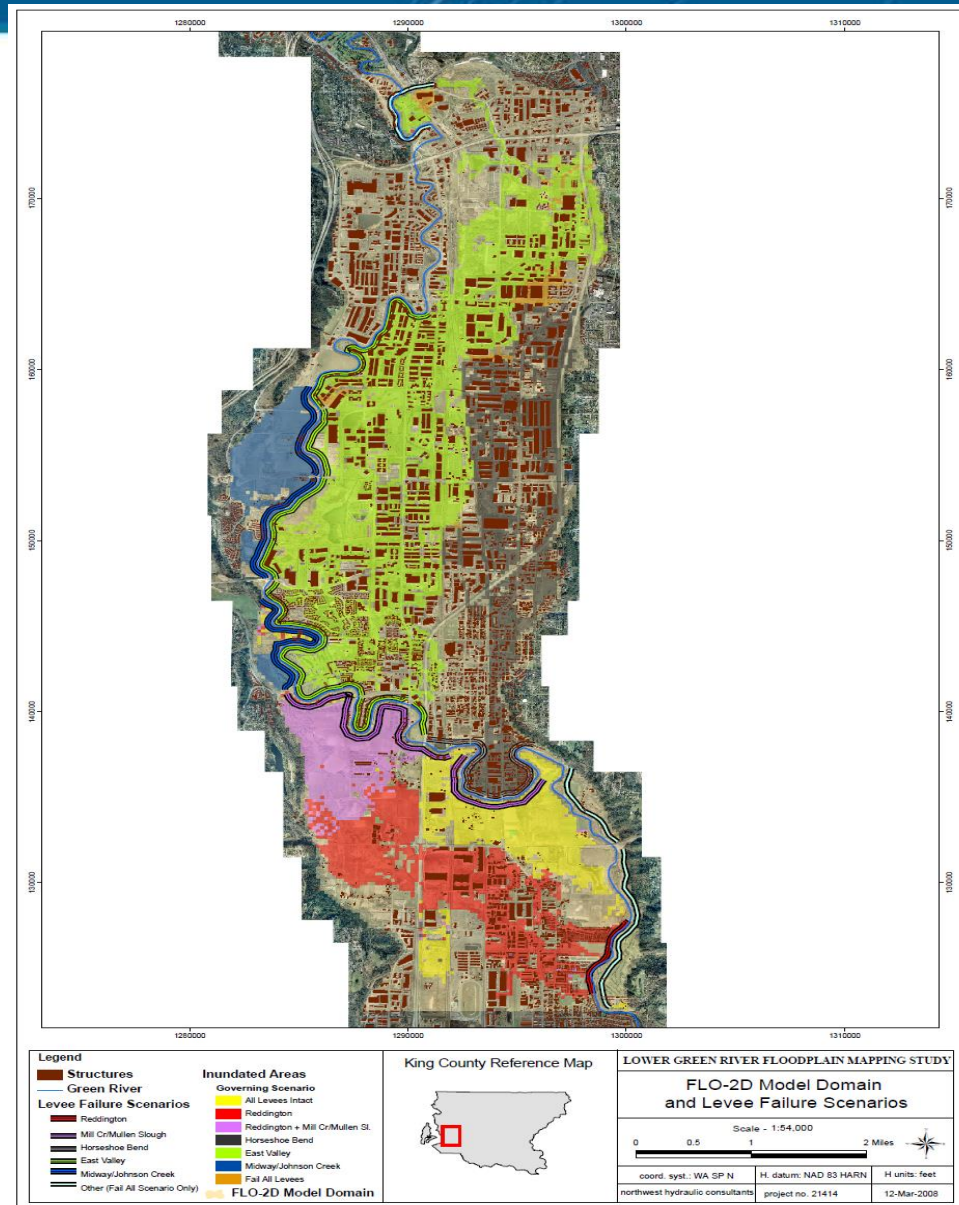 1280000 1290000 1300000 1310000
170000 170000
160000 160000
150000 150000
140000 140000
130000 130000
1280000 1290000 1300000 1310000
Legend
Structures
Green River
Levee Failure Scenarios
Reddington
Mill Cr/Mullen Slough
Horseshoe Bend
East Valley
Midway/Johnson Creek
Other (Fail All Scenario Only)
Inundated Areas
Governing Scenario
All Levees Intact
Reddington
Reddington + Mill Cr/Mullen Sl.
Horseshoe Bend
East Valley
Midway/Johnson Creek
Fail All Levees
FLO-2D Model Domain
King County Reference Map
LOWER GREEN RIVER FLOODPLAIN MAPPING STUDY
FLO-2D Model Domain
and Levee Failure Scenarios
Scale - 1:54,000
0 0.5 1 2 Miles
coord. syst.: WA SP N H. datum: NAD 83 HARN H units: feet
northwest hydraulic consultants project no. 21414 12-Mar-2008